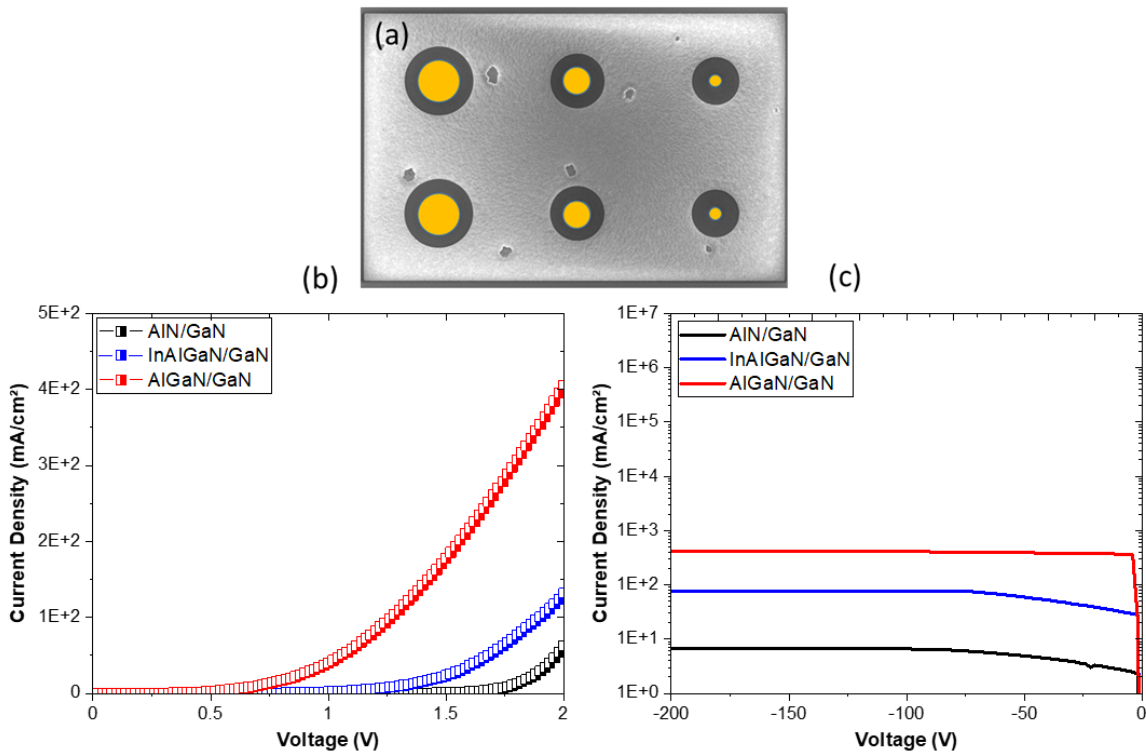 (a)
(b)
(c)
5E+2
4E+2
3E+2
2E+2
1E+2
0
Current Density (mA/cm²)
AlN/GaN
InAlGaN/GaN
AlGaN/GaN
0 0.5 1 1.5 2
Voltage (V)
1E+7
1E+6
1E+5
1E+4
1E+3
1E+2
1E+1
1E+0
Current Density (mA/cm²)
AlN/GaN
InAlGaN/GaN
AlGaN/GaN
-200 -150 -100 -50 0
Voltage (V)